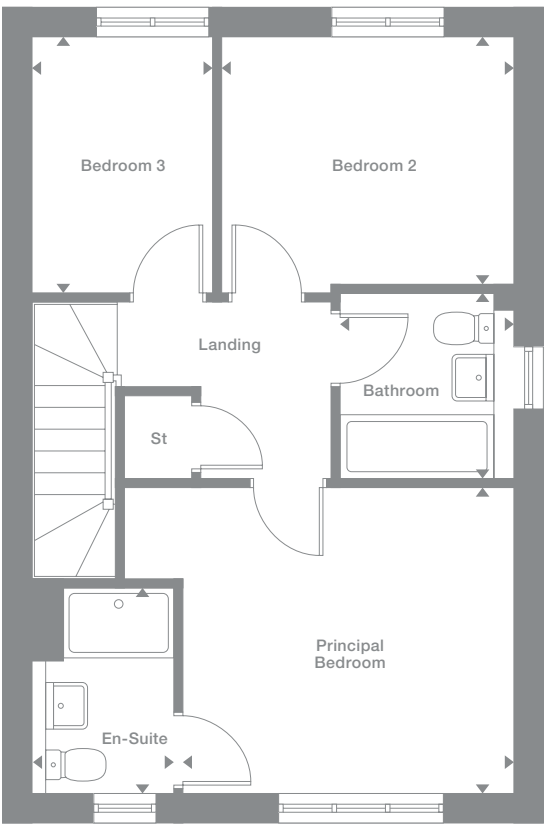 Bedroom 3
Bedroom 2
Landing
Bathroom
St
Principal
Bedroom
En-Suite